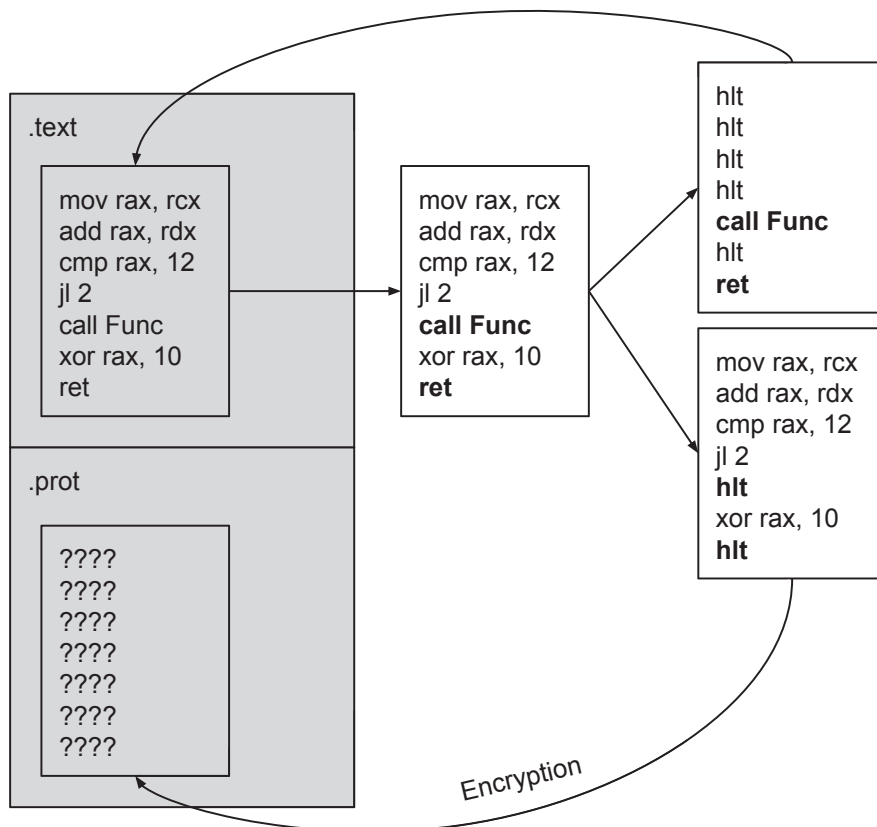 .text
mov rax, rcx
add rax, rdx
cmp rax, 12
jl 2
call Func
xor rax, 10
ret
.prot
????
????
????
????
????
????
????
mov rax, rcx
add rax, rdx
cmp rax, 12
jl 2
call Func
xor rax, 10
ret
hlt
hlt
hlt
hlt
call Func
hlt
ret
mov rax, rcx
add rax, rdx
cmp rax, 12
jl 2
hlt
xor rax, 10
hlt
Encryption